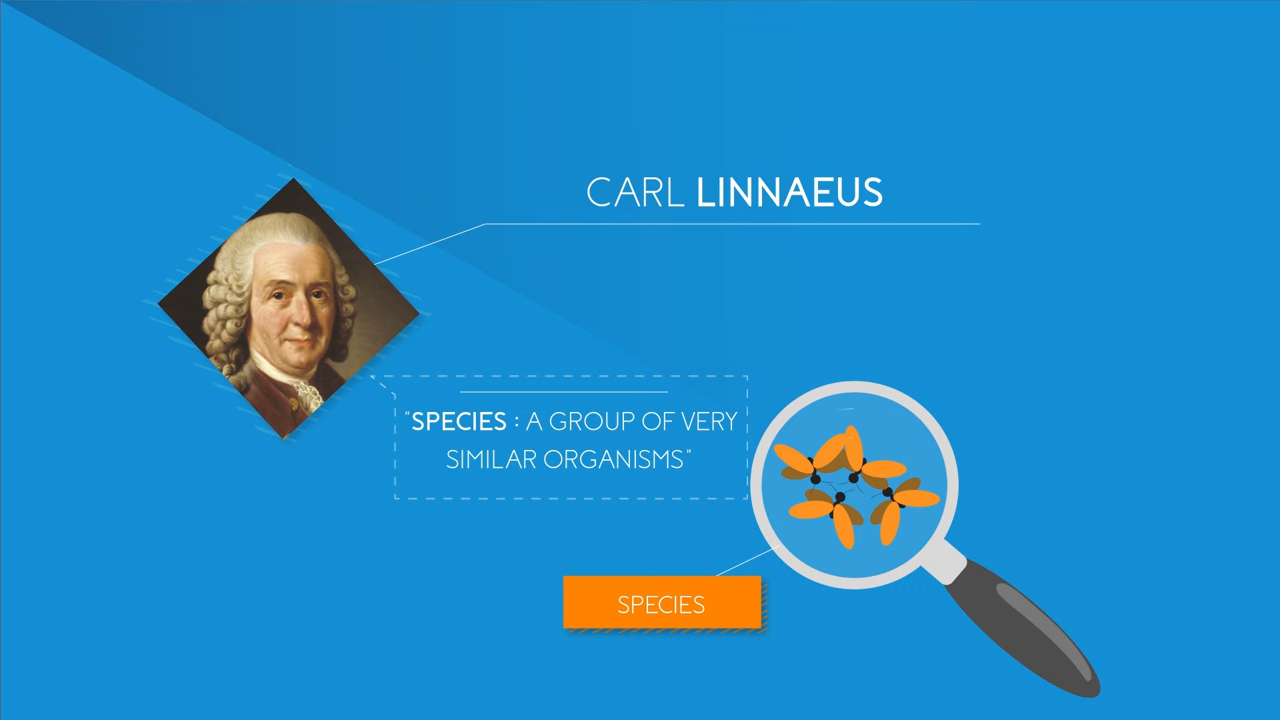 CARL LINNAEUS
"SPECIES : A GROUP OF VERY
SIMILAR ORGANISMS"
SPECIES